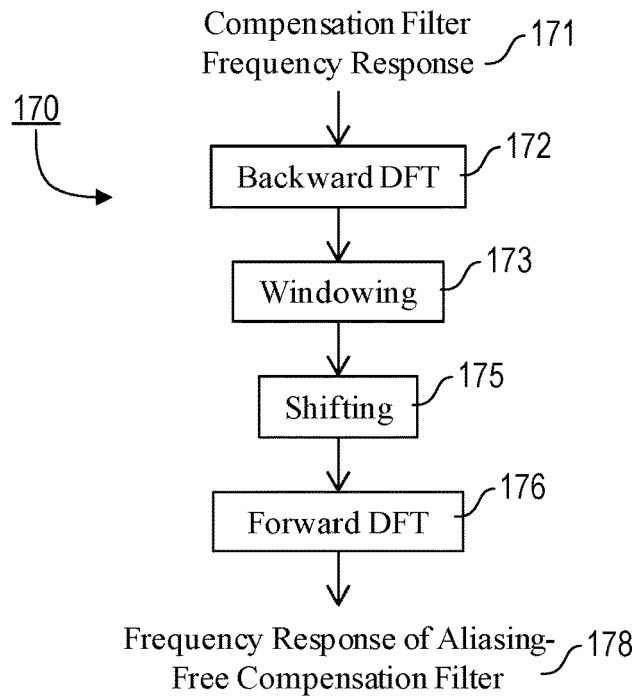 Compensation Filter
Frequency Response
171
170
172
Backward DFT
173
Windowing
175
Shifting
176
Forward DFT
Frequency Response of Aliasing-
Free Compensation Filter
178